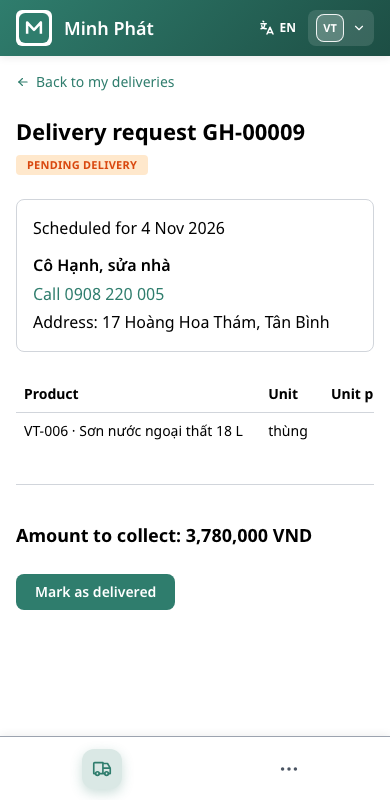 Minh Phát
EN
VT
Back to my deliveries
Delivery request GH-00009
PENDING DELIVERY
Scheduled for 4 Nov 2026
Cô Hạnh, sửa nhà
Call 0908 220 005
Address: 17 Hoàng Hoa Thám, Tân Bình
Product Unit Unit p
VT-006 · Sơn nước ngoại thất 18 L thùng
Amount to collect: 3,780,000 VND
Mark as delivered